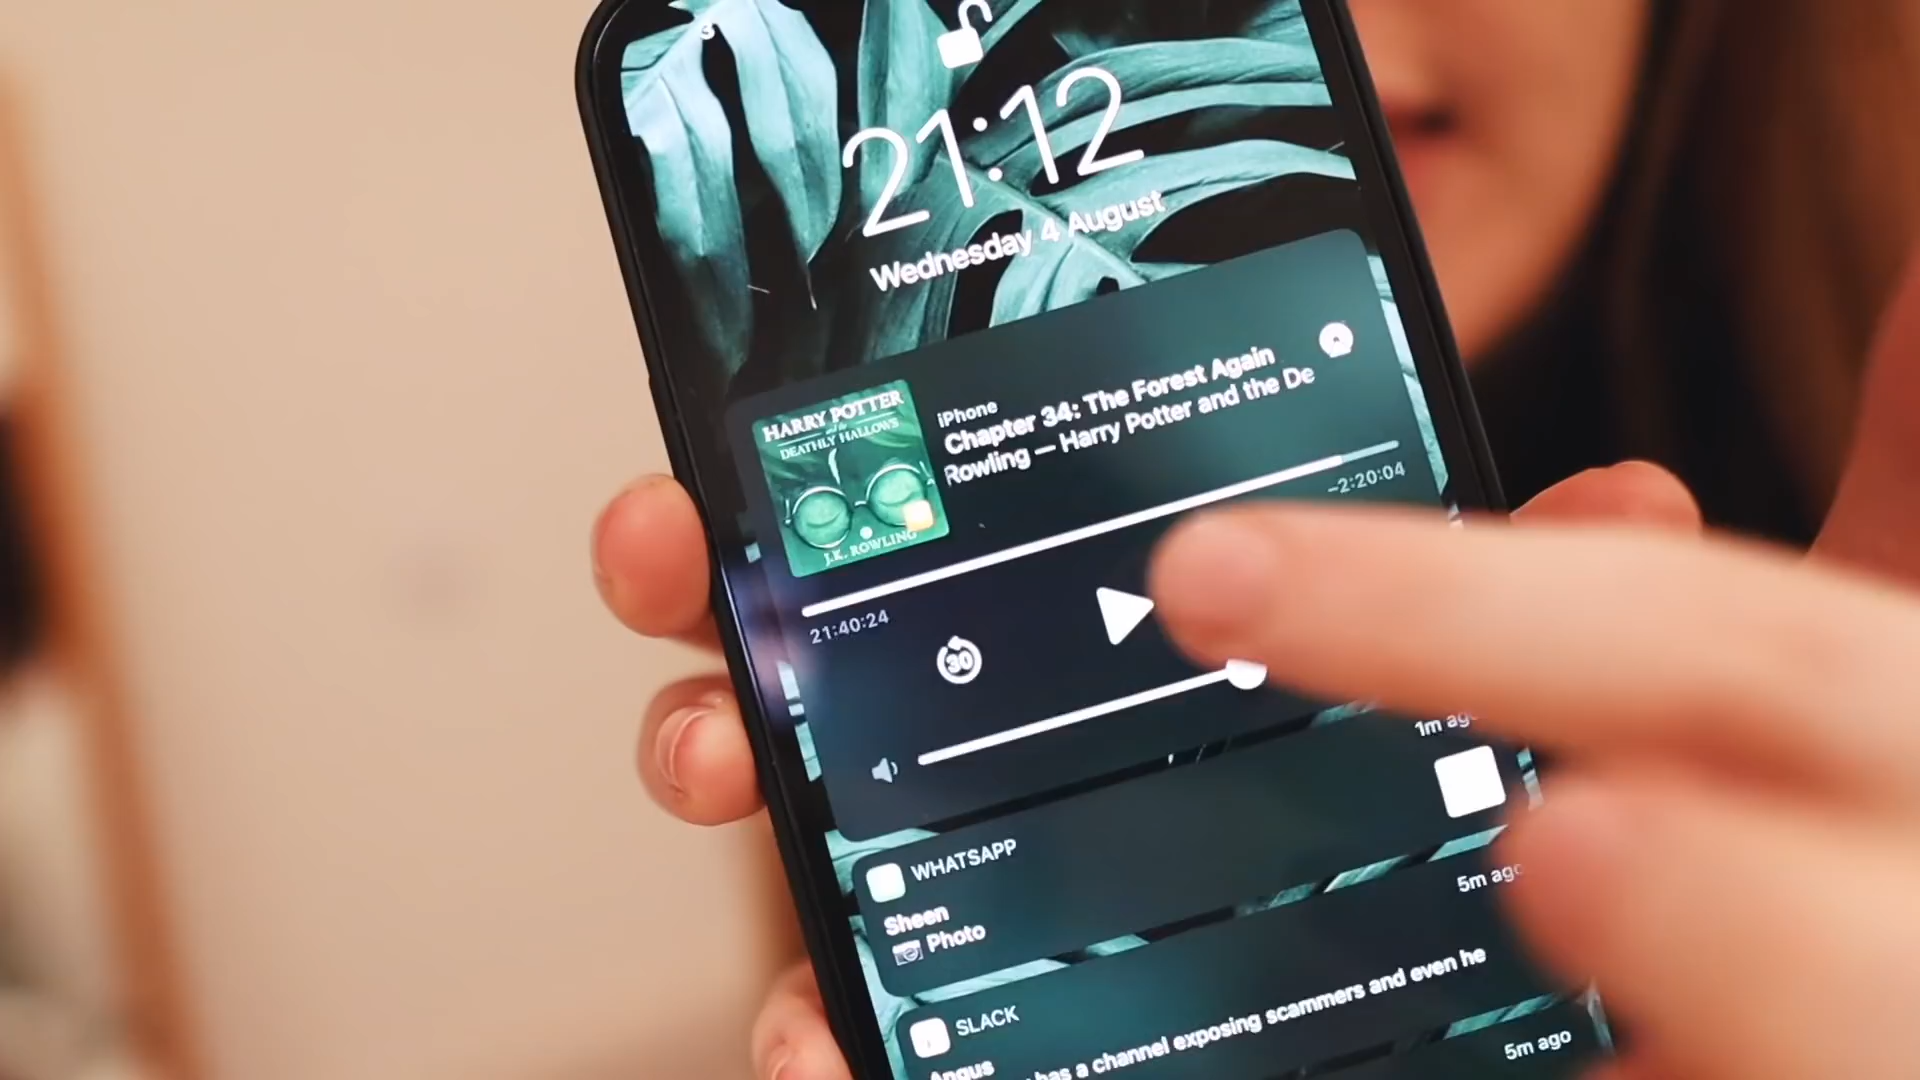 21:12
Wednesday 4 August
HARRY POTTER
and the
DEATHLY HALLOWS
J.K. ROWLING
iPhone
Chapter 34: The Forest Again
Rowling — Harry Potter and the De
21:40:24
-2:20:04
30
1m ago
WHATSAPP
Sheen
Photo
5m ago
SLACK
Angus
has a channel exposing scammers and even he
5m ago